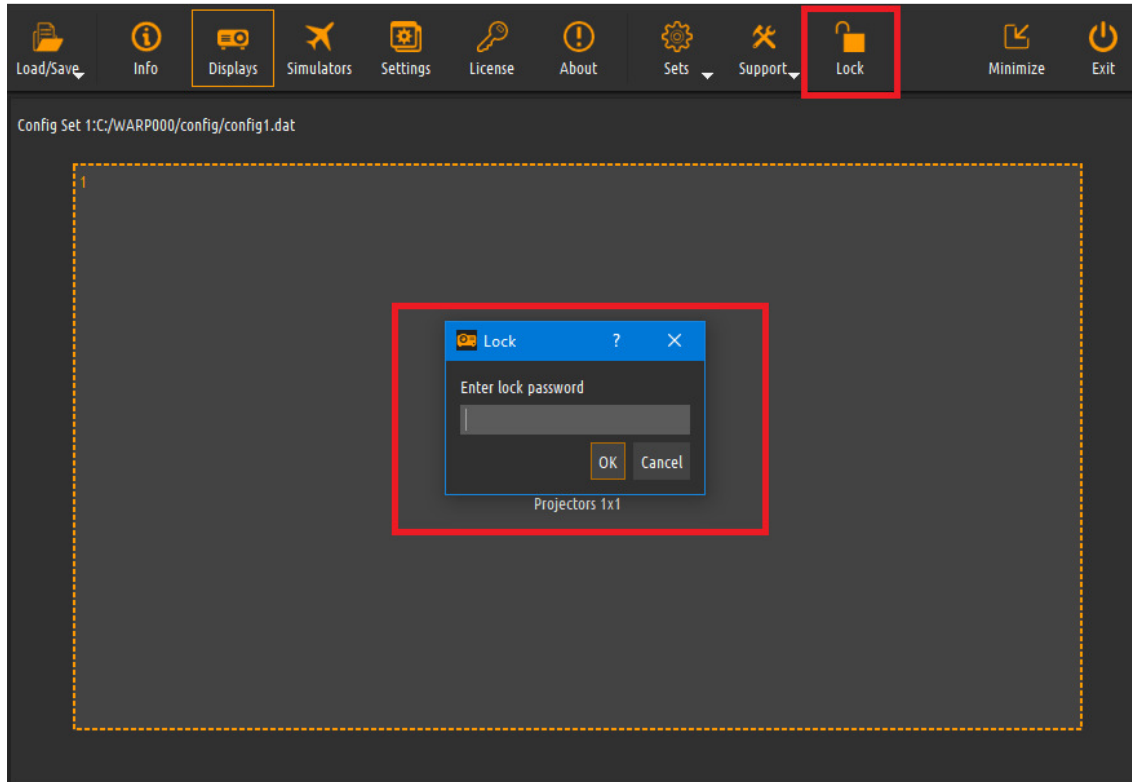 Load/Save Info Displays Simulators Settings License About Sets Support Lock Minimize Exit
Config Set 1:C:/WARP000/config/config1.dat
1
Lock ?
Enter lock password
OK Cancel
Projectors 1x1